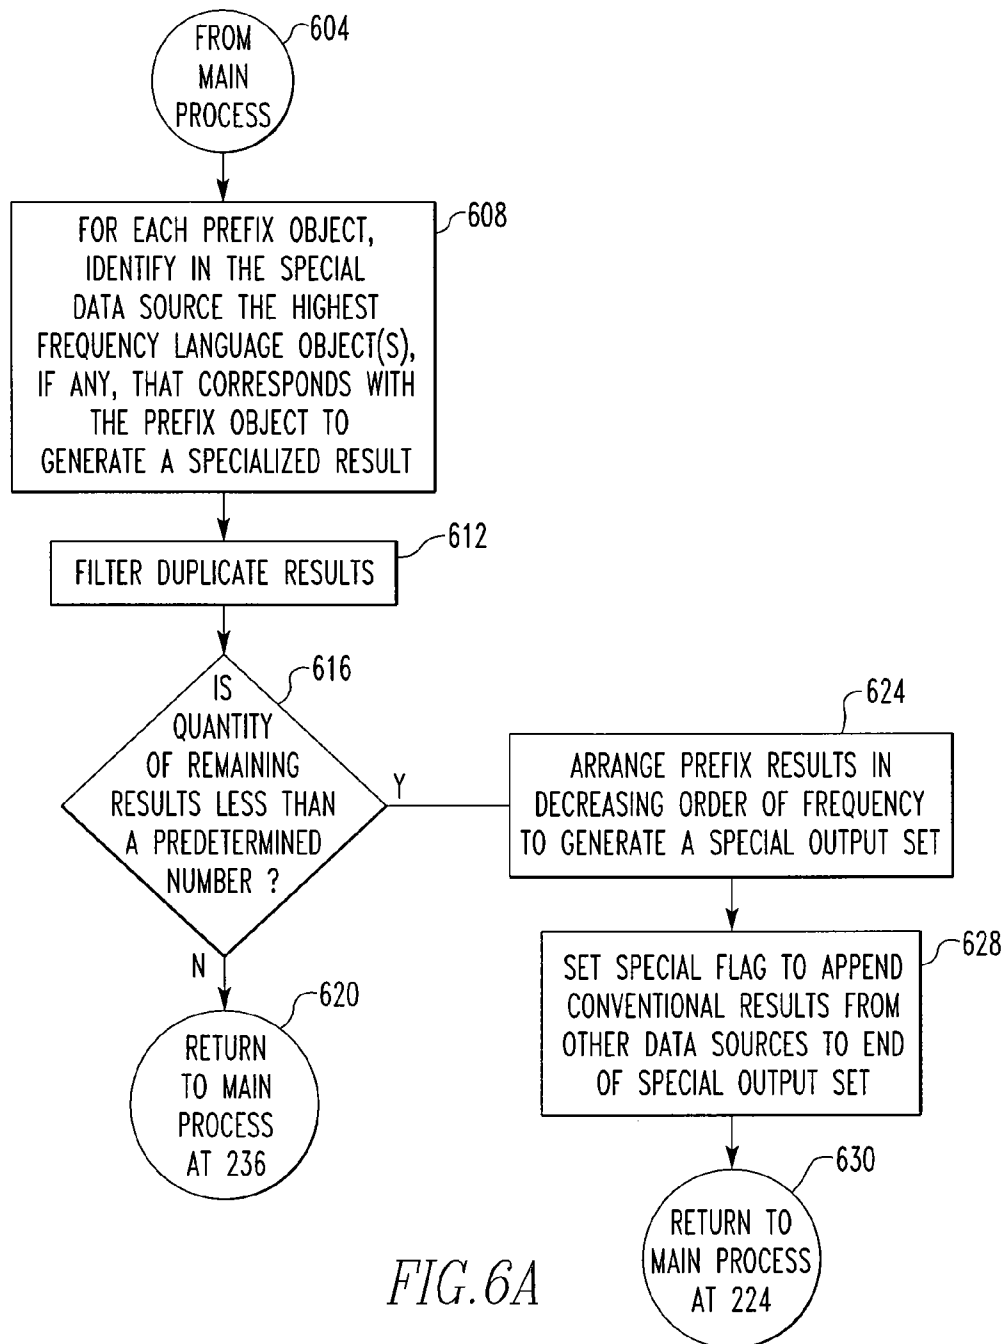 604
FROM
MAIN
PROCESS
608
FOR EACH PREFIX OBJECT,
IDENTIFY IN THE SPECIAL
DATA SOURCE THE HIGHEST
FREQUENCY LANGUAGE OBJECT(S),
IF ANY, THAT CORRESPONDS WITH
THE PREFIX OBJECT TO
GENERATE A SPECIALIZED RESULT
612
FILTER DUPLICATE RESULTS
616
IS
QUANTITY
OF REMAINING
RESULTS LESS THAN
A PREDETERMINED
NUMBER ?
Y
N
620
RETURN
TO MAIN
PROCESS
AT 236
624
ARRANGE PREFIX RESULTS IN
DECREASING ORDER OF FREQUENCY
TO GENERATE A SPECIAL OUTPUT SET
628
SET SPECIAL FLAG TO APPEND
CONVENTIONAL RESULTS FROM
OTHER DATA SOURCES TO END
OF SPECIAL OUTPUT SET
630
RETURN TO
MAIN PROCESS
AT 224
FIG.6A